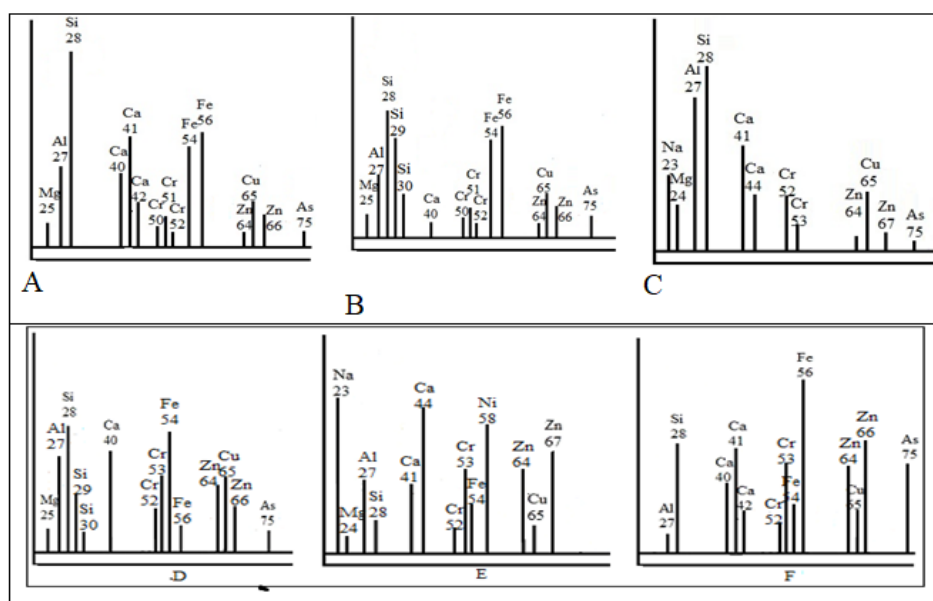 Si
28
Al
27
Mg
25
Ca
41
Ca
40
Ca
42
Cr
51
Cr
50
Cr
52
Fe
54
Fe
56
Cu
65
Zn
64
Zn
66
As
75
A
Si
28
Si
29
Al
27
Mg
25
Si
30
Ca
40
Cr
51
Cr
50
Cr
52
Fe
54
Fe
56
Cu
65
Zn
64
Zn
66
As
75
B
Si
28
Al
27
Na
23
Mg
24
Ca
41
Ca
44
Cr
52
Cr
53
Cu
65
Zn
64
Zn
67
As
75
C
Si
28
Al
27
Mg
25
Si
29
Si
30
Ca
40
Fe
54
Cr
53
Cr
52
Fe
56
Zn
64
Cu
65
Zn
66
As
75
.D
Na
23
Mg
24
Al
27
Si
28
Ca
44
Ca
41
Ni
58
Cr
53
Cr
52
Fe
54
Zn
64
Cu
65
Zn
67
E
Fe
56
Si
28
Al
27
Ca
41
Ca
40
Ca
42
Cr
53
Cr
52
Fe
54
Zn
66
Zn
64
Cu
65
As
75
F